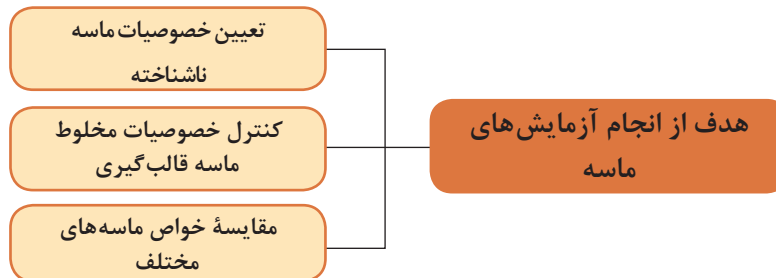 هدف از انجام آزمایش‌های
ماسه
تعیین خصوصیات ماسه
ناشناخته
کنترل خصوصیات مخلوط
ماسه قالب‌گیری
مقایسهٔ خواص ماسه‌های
مختلف